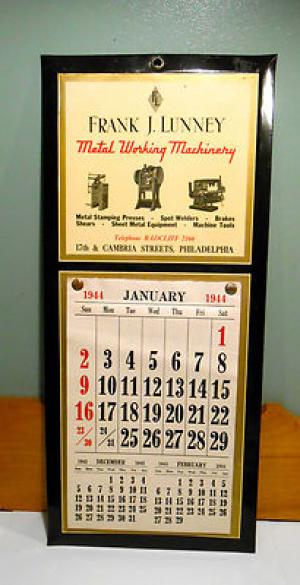 FRANK J. LUNNEY
Metal Working Machinery
Metal Stamping Presses - Spot Welders - Brakes
Shears - Sheet Metal Equipment - Machine Tools
Telephone RADCLIFF 2100
17th & CAMBRIA STREETS, PHILADELPHIA
1944 JANUARY 1944
Sun Mon Tue Wed Thu Fri Sat
1
2 3 4 5 6 7 8
9 10 11 12 13 14 15
16 17 18 19 20 21 22
23/30 24/31 25 26 27 28 29
1943 DECEMBER 1943 1944 FEBRUARY 1944